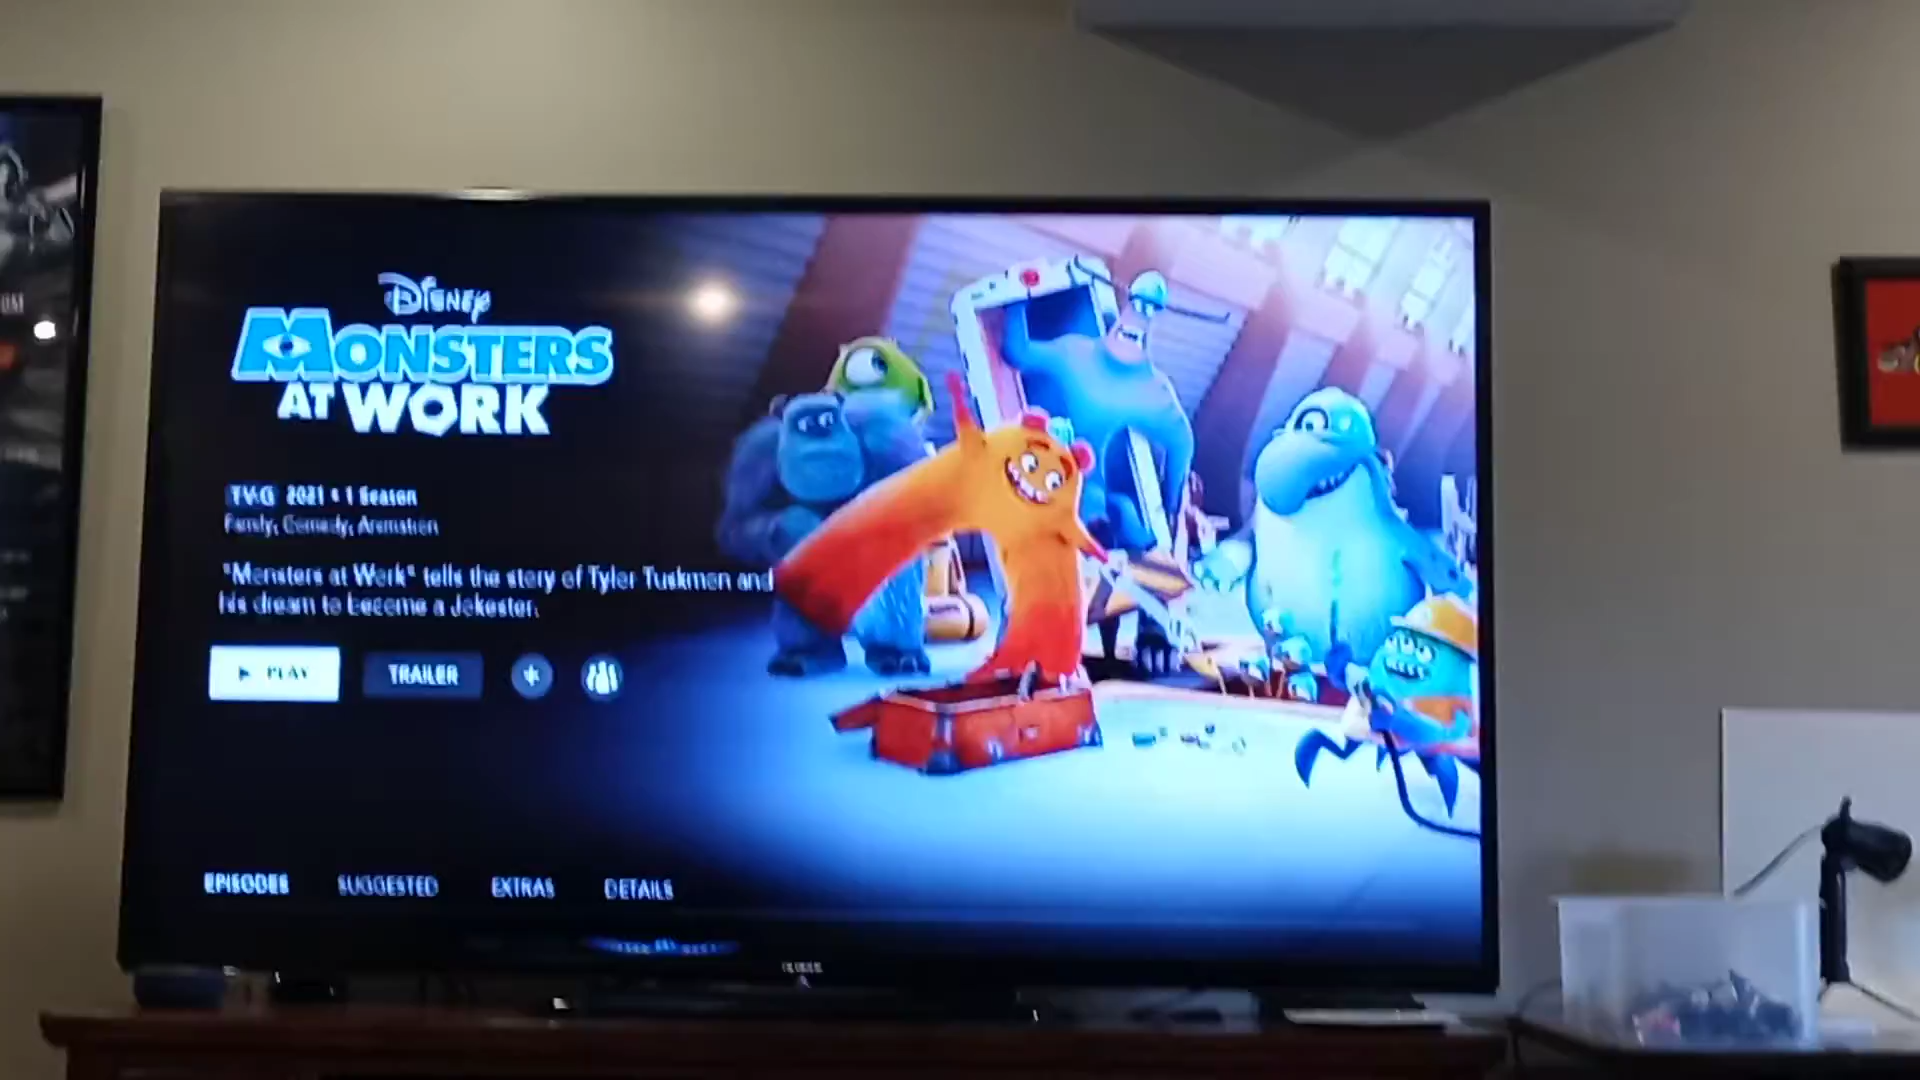 DISNEY
MONSTERS
AT WORK
TV-G 2021 • 1 Season
Family, Comedy, Animation
"Monsters at Work" tells the story of Tyler Tuskmon and
his dream to become a Jokester.
PLAY
TRAILER
EPISODES SUGGESTED EXTRAS DETAILS